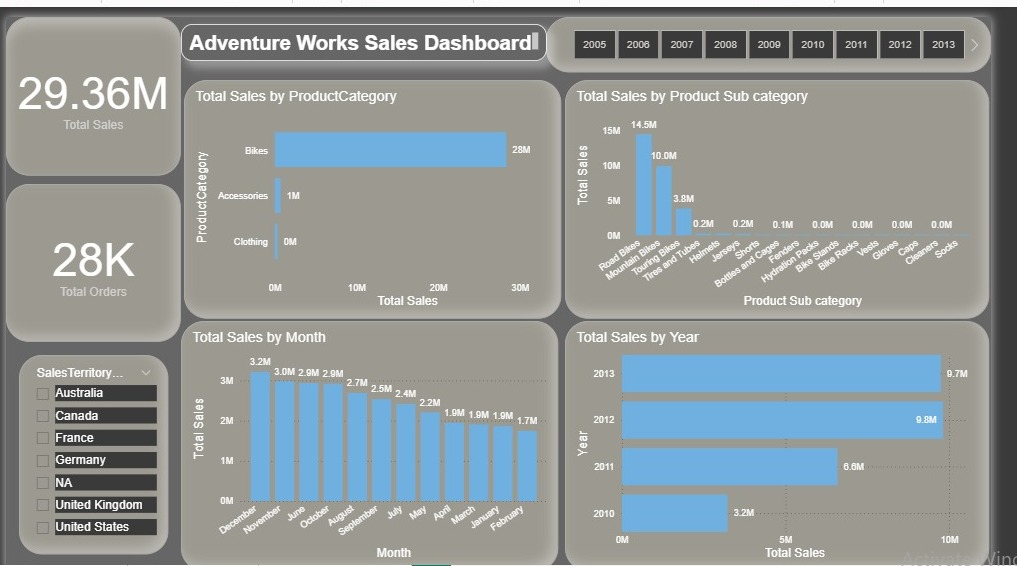 29.36M
Total Sales
Adventure Works Sales Dashboard
2005 2006 2007 2008 2009 2010 2011 2012 2013
28K
Total Orders
SalesTerritory...
Australia
Canada
France
Germany
NA
United Kingdom
United States
Total Sales by ProductCategory
ProductCategory
Bikes
28M
Accessories
1M
Clothing
0M
0M 10M 20M 30M
Total Sales
Total Sales by Product Sub category
Total Sales
15M
10M
5M
0M
14.5M
10.0M
3.8M
0.2M
0.2M
0.1M
0.0M
0.0M
0.0M
0.0M
Road Bikes
Mountain Bikes
Touring Bikes
Tires and Tubes
Helmets
Jerseys
Shorts
Bottles and Cages
Fenders
Hydration Packs
Bike Stands
Bike Racks
Vests
Gloves
Caps
Cleaners
Socks
Product Sub category
Total Sales by Month
Total Sales
3M
2M
1M
0M
3.2M
3.0M
2.9M
2.9M
2.7M
2.5M
2.4M
2.2M
1.9M
1.9M
1.9M
1.7M
December
November
June
October
August
September
July
May
April
March
January
February
Month
Total Sales by Year
Year
2013
9.7M
2012
9.8M
2011
6.6M
2010
3.2M
0M 5M 10M
Total Sales